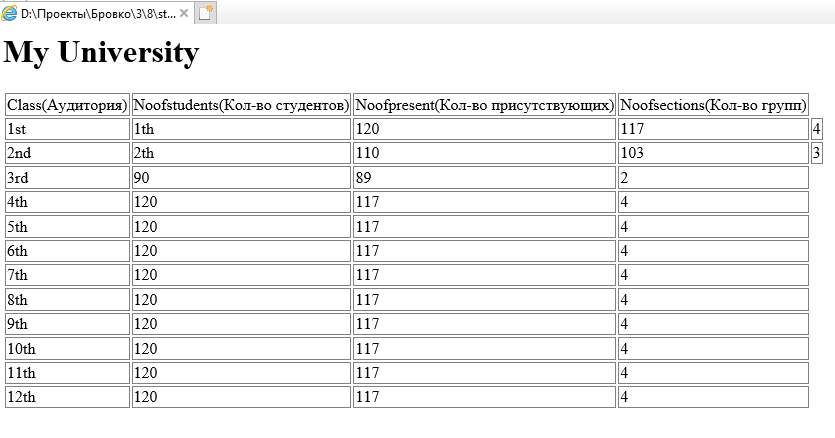 D:\Проекты\Бровко\3\8\st...
My University
Class(Аудитория) Noofstudents(Кол-во студентов) Noofpresent(Кол-во присутствующих) Noofsections(Кол-во групп)
1st 1th 120 117 4
2nd 2th 110 103 3
3rd 90 89 2
4th 120 117 4
5th 120 117 4
6th 120 117 4
7th 120 117 4
8th 120 117 4
9th 120 117 4
10th 120 117 4
11th 120 117 4
12th 120 117 4